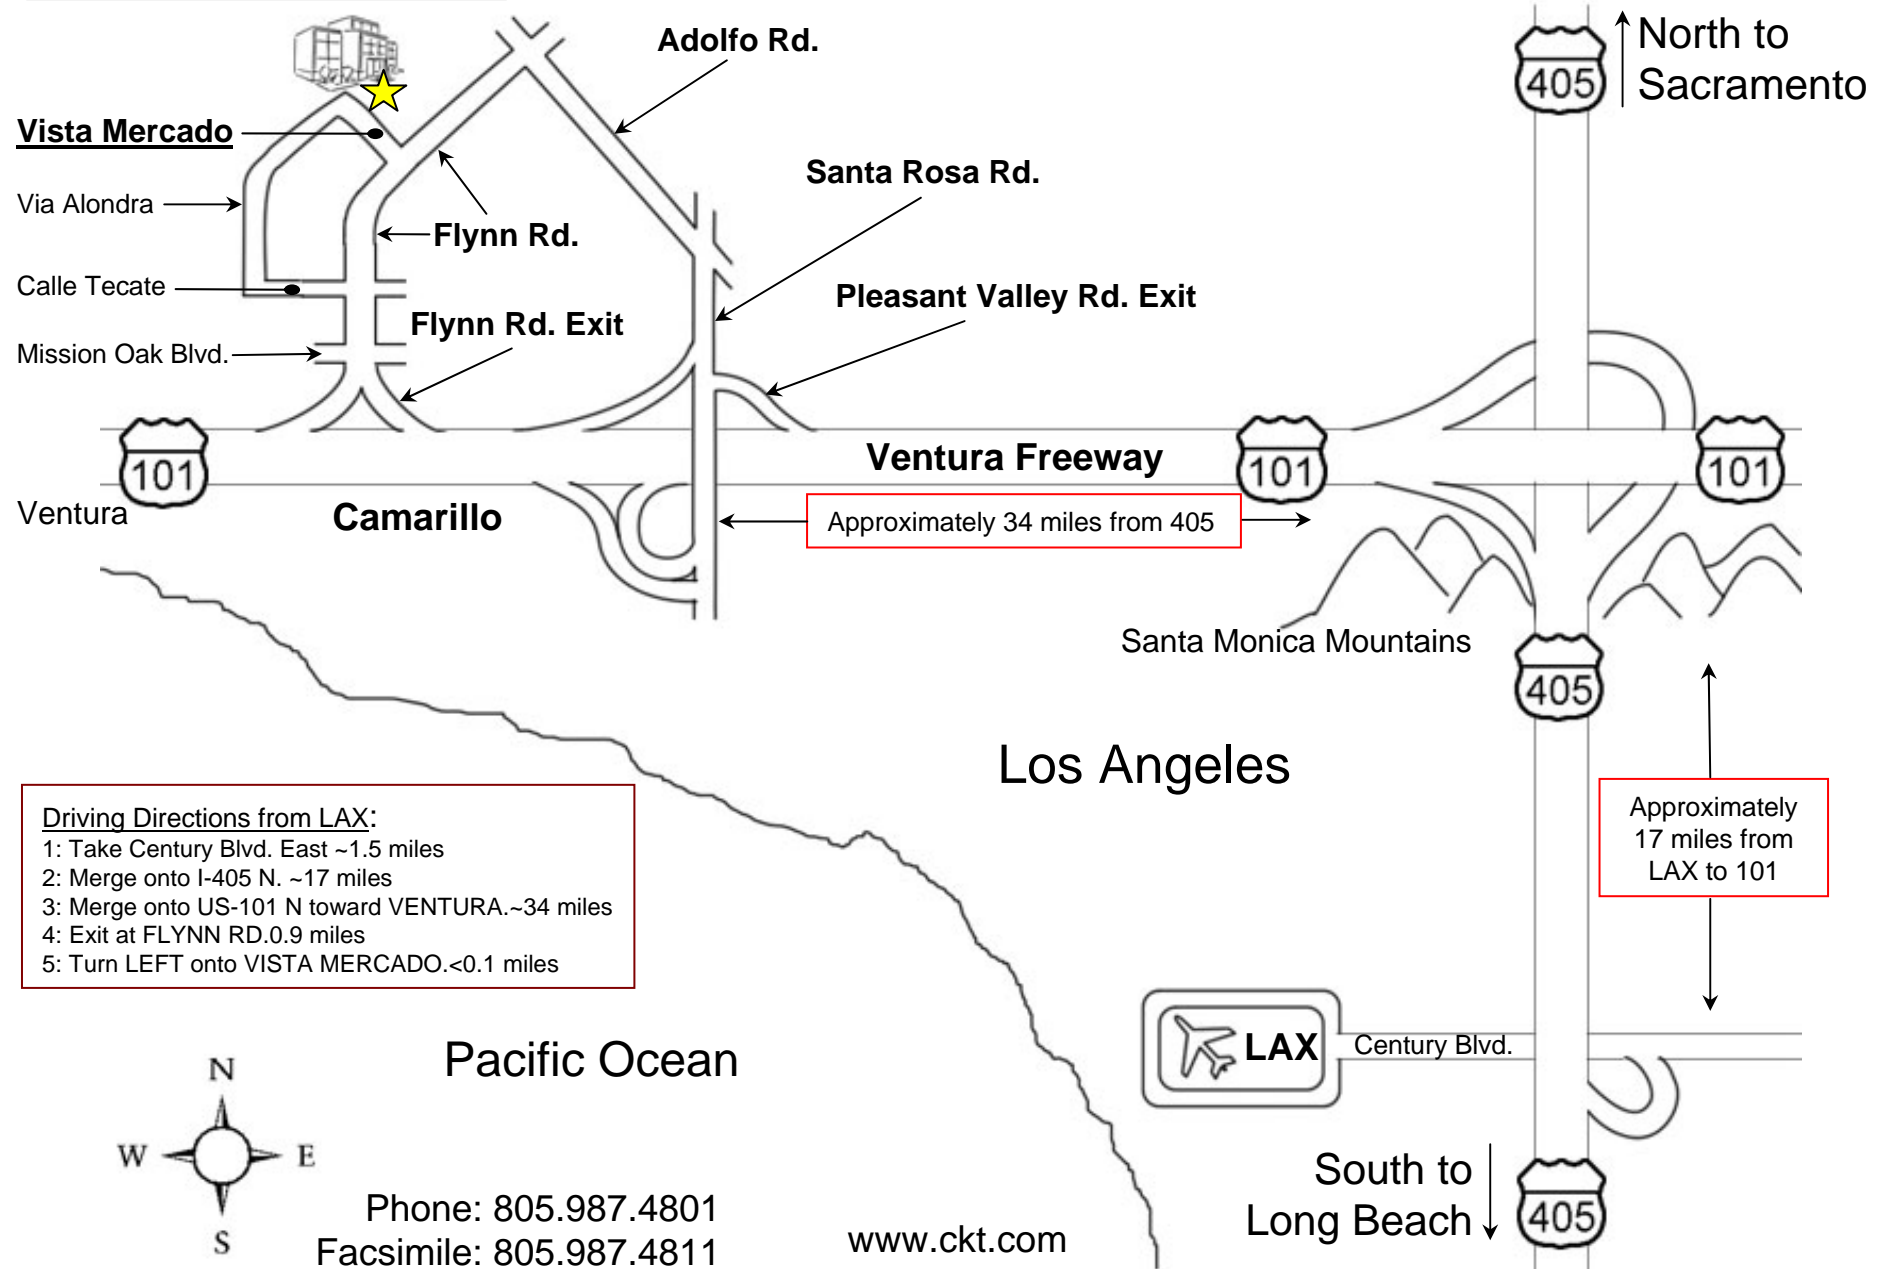 Adolfo Rd.
405
North to
Sacramento
Vista Mercado
Santa Rosa Rd.
Via Alondra
Flynn Rd.
Calle Tecate
Pleasant Valley Rd. Exit
Flynn Rd. Exit
Mission Oak Blvd.
101
Ventura Freeway
101
101
Ventura
Camarillo
Approximately 34 miles from 405
Santa Monica Mountains
405
Los Angeles
Approximately
17 miles from
LAX to 101
Driving Directions from LAX:
1: Take Century Blvd. East ~1.5 miles
2: Merge onto I-405 N. ~17 miles
3: Merge onto US-101 N toward VENTURA.~34 miles
4: Exit at FLYNN RD.0.9 miles
5: Turn LEFT onto VISTA MERCADO.<0.1 miles
LAX
Century Blvd.
Pacific Ocean
N
W
E
S
South to
Long Beach
405
Phone: 805.987.4801
Facsimile: 805.987.4811
www.ckt.com